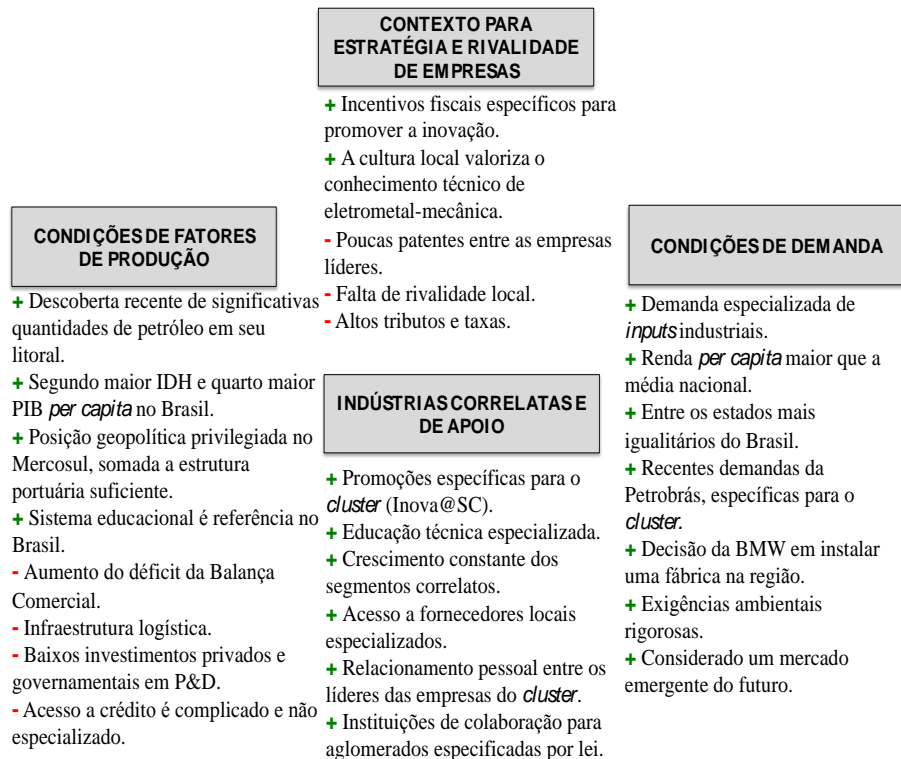 CONTEXTO PARA
ESTRATÉGIA E RIVALIDADE
DE EMPRESAS
+ Incentivos fiscais específicos para
promover a inovação.
+ A cultura local valoriza o
conhecimento técnico de
eletrometal-mecânica.
- Poucas patentes entre as empresas
líderes.
- Falta de rivalidade local.
- Altos tributos e taxas.
CONDIÇÕES DE FATORES
DE PRODUÇÃO
+ Descoberta recente de significativas
quantidades de petróleo em seu
litoral.
+ Segundo maior IDH e quarto maior
PIB per capita no Brasil.
+ Posição geopolítica privilegiada no
Mercosul, somada a estrutura
portuária suficiente.
+ Sistema educacional é referência no
Brasil.
- Aumento do déficit da Balança
Comercial.
- Infraestrutura logística.
- Baixos investimentos privados e
governamentais em P&D.
- Acesso a crédito é complicado e não
especializado.
INDÚSTRIAS CORRELATAS E
DE APOIO
+ Promoções específicas para o
cluster (Inova@SC).
+ Educação técnica especializada.
+ Crescimento constante dos
segmentos correlatos.
+ Acesso a fornecedores locais
especializados.
+ Relacionamento pessoal entre os
líderes das empresas do cluster.
+ Instituições de colaboração para
aglomerados especificadas por lei.
CONDIÇÕES DE DEMANDA
+ Demanda especializada de
inputs industriais.
+ Renda per capita maior que a
média nacional.
+ Entre os estados mais
igualitários do Brasil.
+ Recentes demandas da
Petrobrás, específicas para o
cluster.
+ Decisão da BMW em instalar
uma fábrica na região.
+ Exigências ambientais
rigorosas.
+ Considerado um mercado
emergente do futuro.